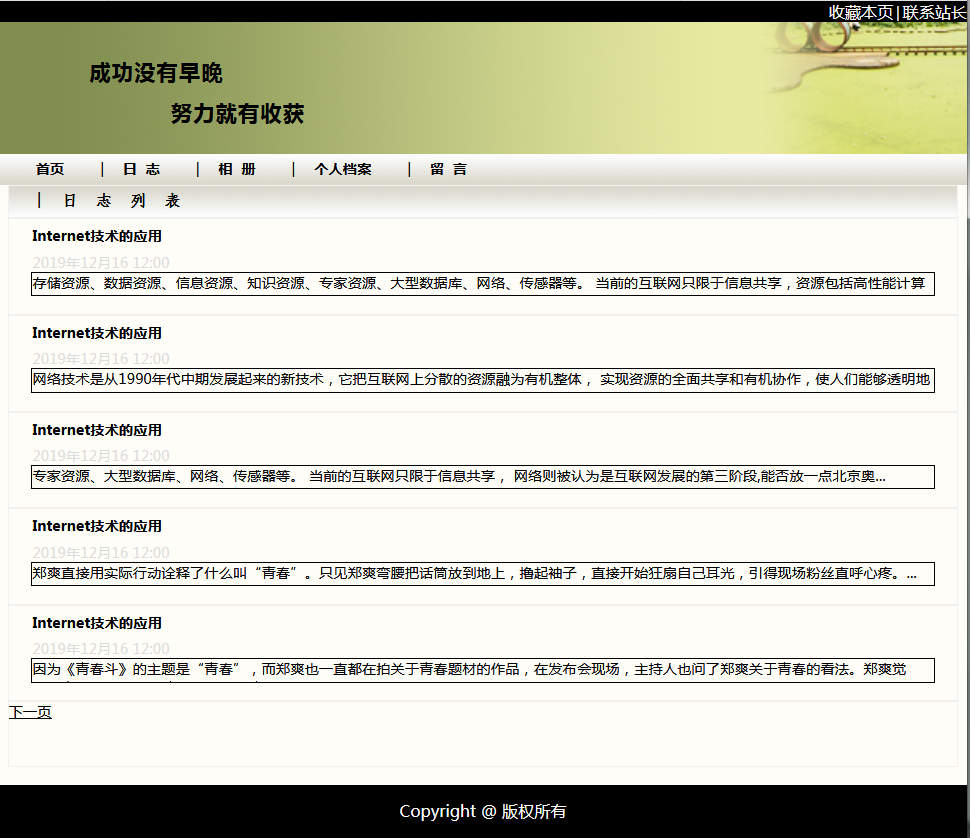 收藏本页|联系站长
成功没有早晚
努力就有收获
首页 | 日 志 | 相 册 | 个人档案 | 留 言
| 日 志 列 表
Internet技术的应用
2019年12月16 12:00
存储资源、数据资源、信息资源、知识资源、专家资源、大型数据库、网络、传感器等。 当前的互联网只限于信息共享，资源包括高性能计算
Internet技术的应用
2019年12月16 12:00
网络技术是从1990年代中期发展起来的新技术，它把互联网上分散的资源融为有机整体， 实现资源的全面共享和有机协作，使人们能够透明地
Internet技术的应用
2019年12月16 12:00
专家资源、大型数据库、网络、传感器等。 当前的互联网只限于信息共享， 网络则被认为是互联网发展的第三阶段,能否放一点北京奥...
Internet技术的应用
2019年12月16 12:00
郑爽直接用实际行动诠释了什么叫“青春”。只见郑爽弯腰把话筒放到地上，撸起袖子，直接开始狂扇自己耳光，引得现场粉丝直呼心疼。...
Internet技术的应用
2019年12月16 12:00
因为《青春斗》的主题是“青春”，而郑爽也一直都在拍关于青春题材的作品，在发布会现场，主持人也问了郑爽关于青春的看法。郑爽觉
下一页
Copyright @ 版权所有